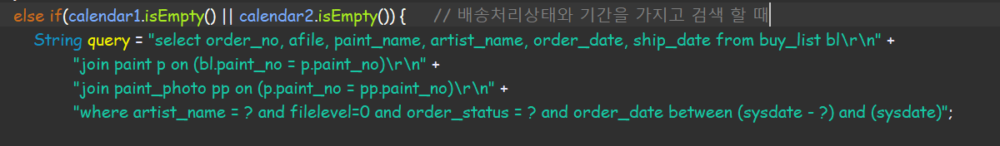 else if(calendar1.isEmpty() || calendar2.isEmpty()) {      // 배송처리상태와 기간을 가지고 검색 할 때
String query = "select order_no, afile, paint_name, artist_name, order_date, ship_date from buy_list bl\r\n" +
"join paint p on (bl.paint_no = p.paint_no)\r\n" +
"join paint_photo pp on (p.paint_no = pp.paint_no)\r\n" +
"where artist_name = ? and filelevel=0 and order_status = ? and order_date between (sysdate - ?) and (sysdate)";